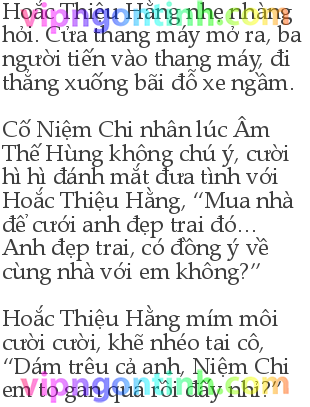 Hoắc Thiệu Hằng nhẹ nhàng
hỏi. Cửa thang máy mở ra, ba
người tiến vào thang máy, đi
thẳng xuống bãi đỗ xe ngầm.
Cố Niệm Chi nhân lúc Âm
Thế Hùng không chú ý, cười
hì hì đánh mắt đưa tình với
Hoắc Thiệu Hằng, “Mua nhà
để cưới anh đẹp trai đó...
Anh đẹp trai, có đồng ý về
cùng nhà với em không?”
Hoắc Thiệu Hằng mím môi
cười cười, khẽ nhéo tai cô,
“Dám trêu cả anh, Niệm Chi
em to gan quá rồi đấy nhỉ?”
vipngontinh.com
vipngontinh.com